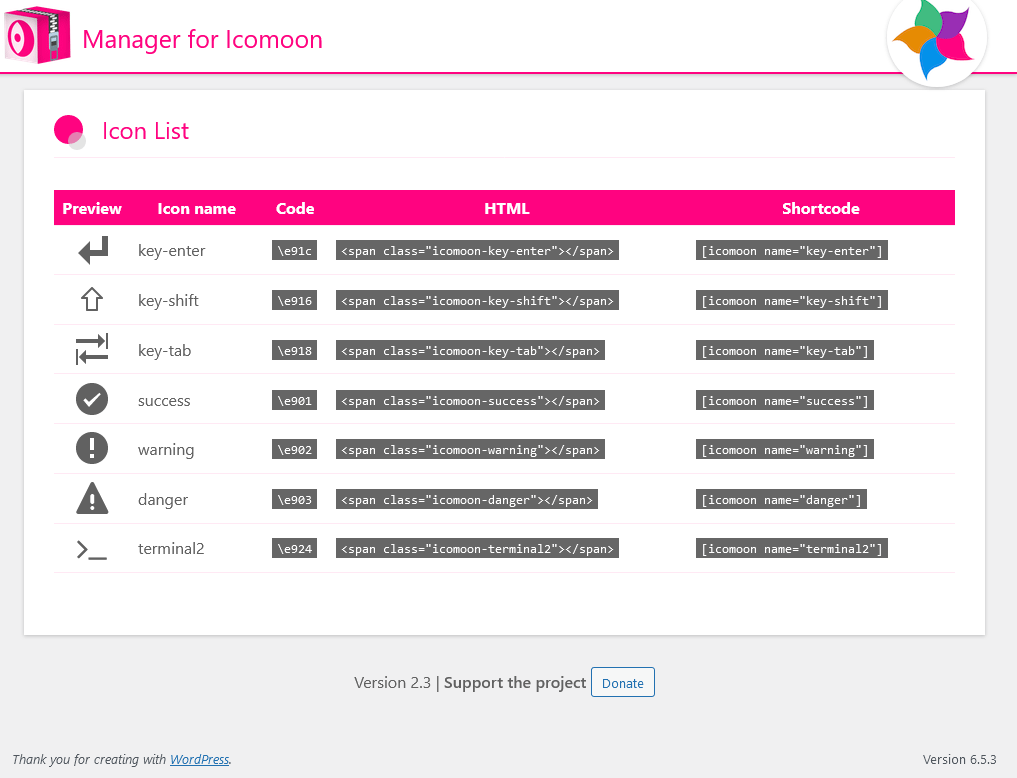 Manager for Icomoon
Icon List
Preview Icon name Code HTML Shortcode
key-enter \e91c <span class="icomoon-key-enter"></span> [icomoon name="key-enter"]
key-shift \e916 <span class="icomoon-key-shift"></span> [icomoon name="key-shift"]
key-tab \e918 <span class="icomoon-key-tab"></span> [icomoon name="key-tab"]
success \e901 <span class="icomoon-success"></span> [icomoon name="success"]
warning \e902 <span class="icomoon-warning"></span> [icomoon name="warning"]
danger \e903 <span class="icomoon-danger"></span> [icomoon name="danger"]
terminal2 \e924 <span class="icomoon-terminal2"></span> [icomoon name="terminal2"]
Version 2.3 | Support the project Donate
Thank you for creating with WordPress. Version 6.5.3